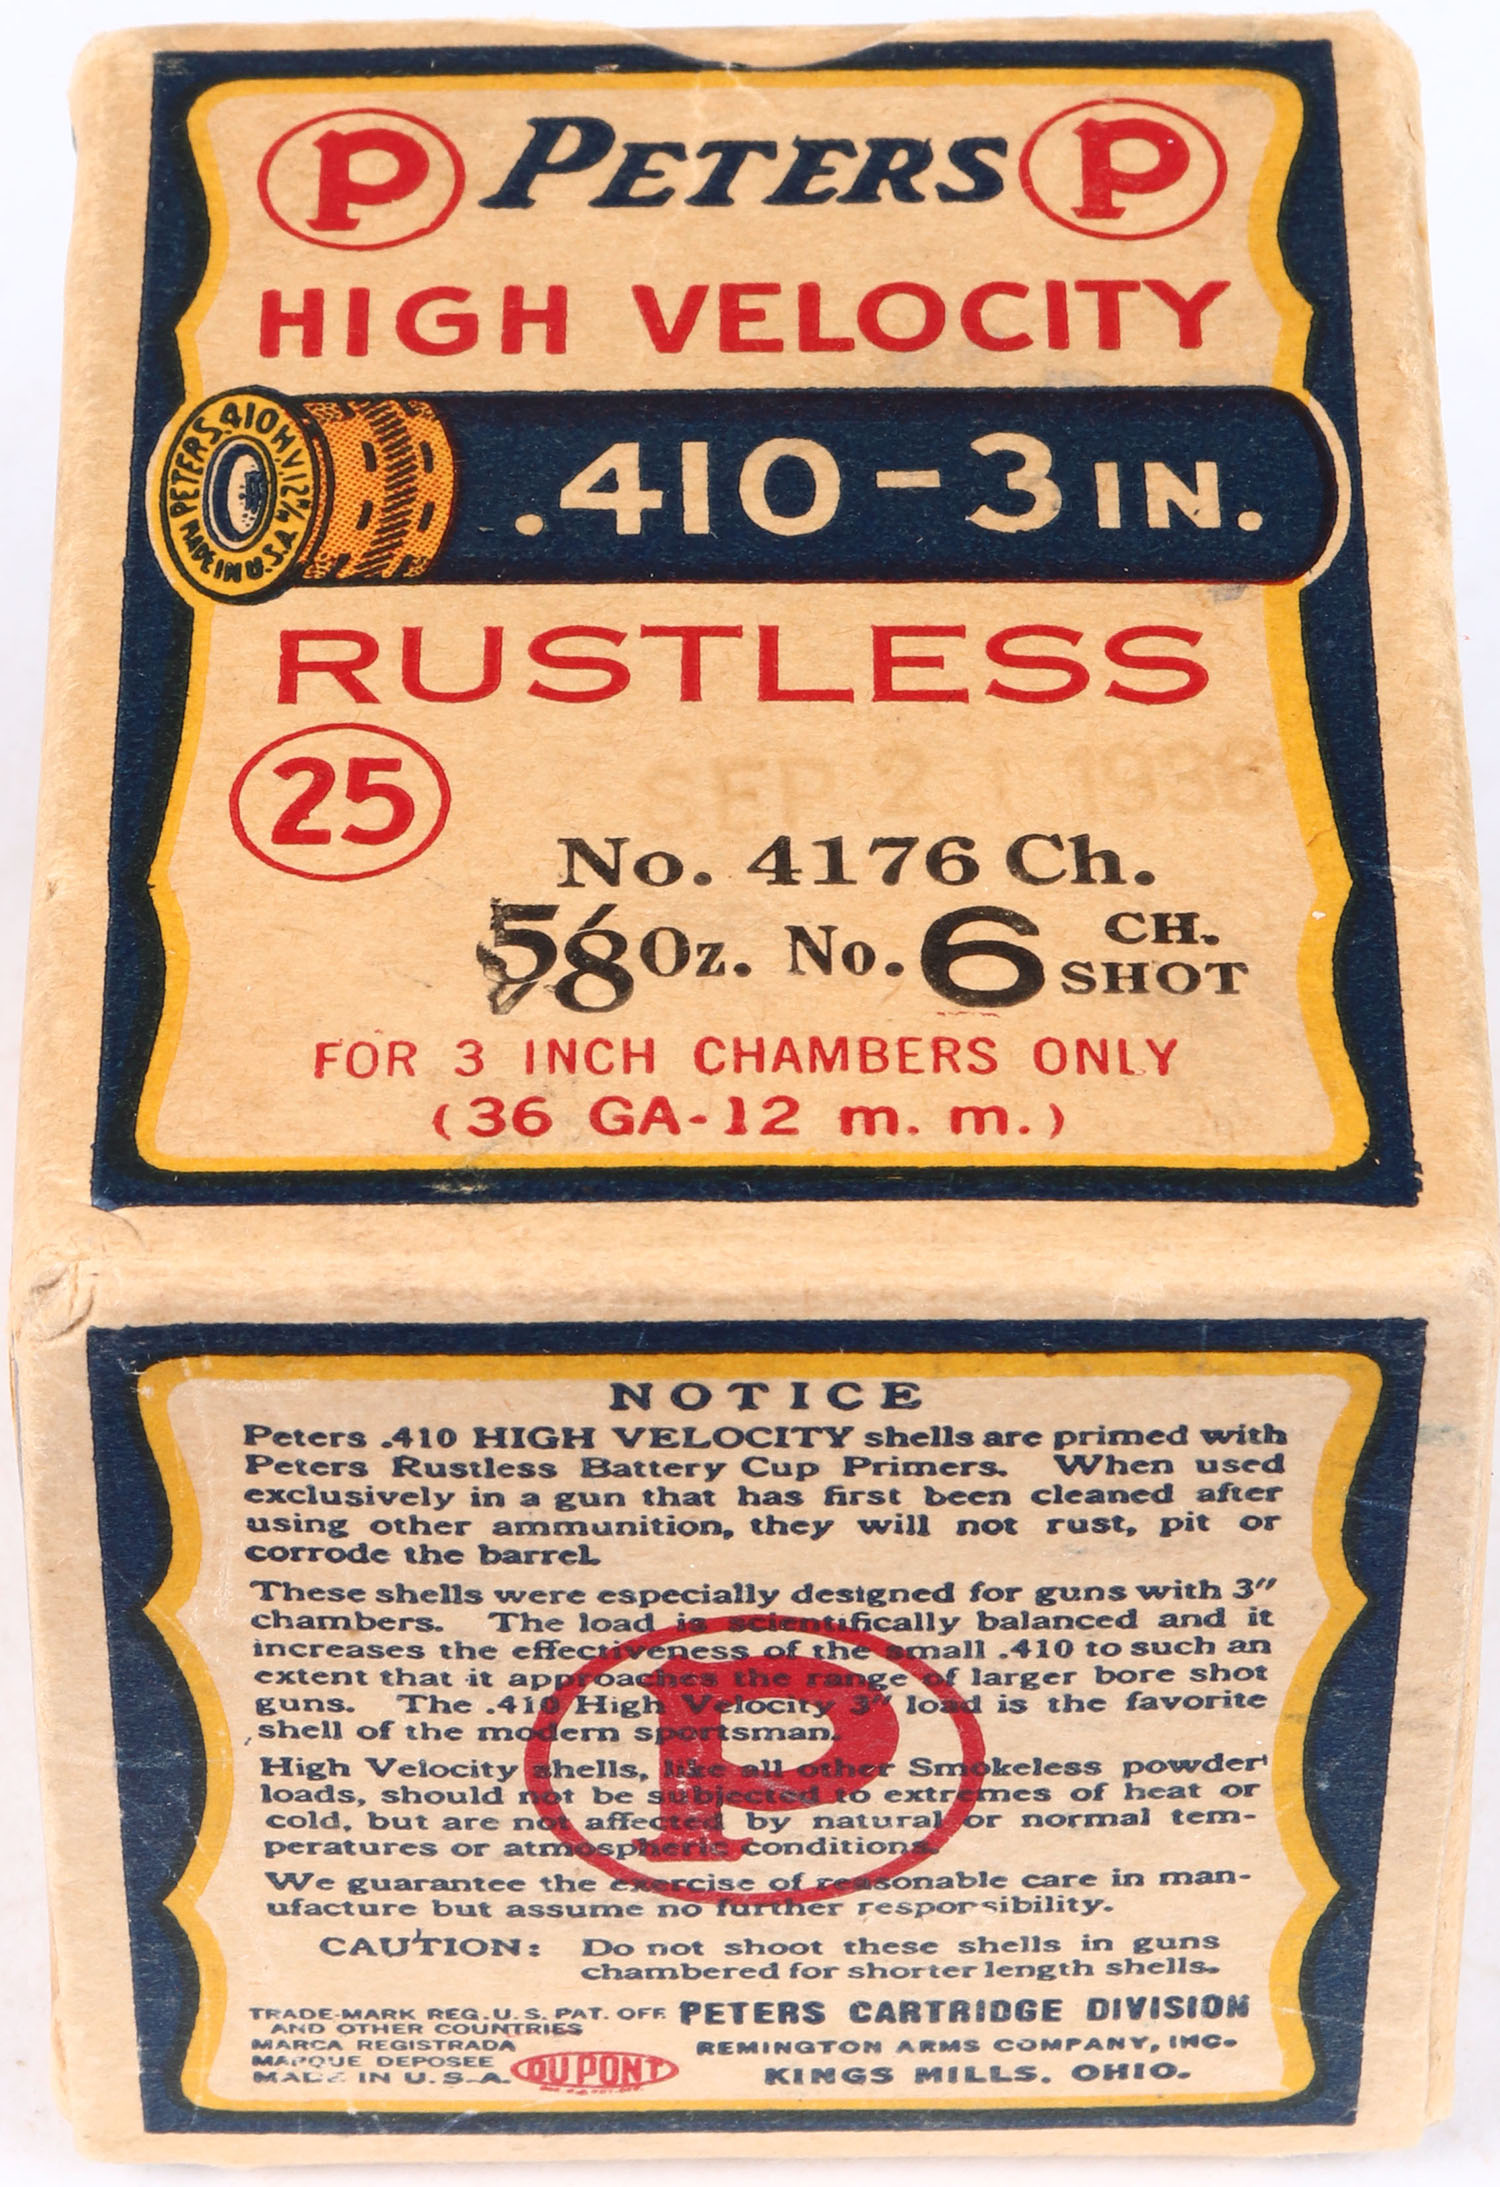 P PETERS P
HIGH VELOCITY
PETERS .410 HV 12 M/M MADE IN U.S.A.
.410-3 IN.
RUSTLESS
25
SEP 2 1 1936
No. 4176 Ch.
5/8 Oz. No. 6 CH. SHOT
FOR 3 INCH CHAMBERS ONLY
(36 GA-12 m. m.)
NOTICE
Peters .410 HIGH VELOCITY shells are primed with
Peters Rustless Battery Cup Primers. When used
exclusively in a gun that has first been cleaned after
using other ammunition, they will not rust, pit or
corrode the barrel.
These shells were especially designed for guns with 3"
chambers. The load is scientifically balanced and it
increases the effectiveness of the small .410 to such an
extent that it approaches the range of larger bore shot
guns. The .410 High Velocity 3" load is the favorite
shell of the modern sportsman.
High Velocity shells, like all other Smokeless powder
loads, should not be subjected to extremes of heat or
cold, but are not affected by natural or normal tem-
peratures or atmospheric conditions.
We guarantee the exercise of reasonable care in man-
ufacture but assume no further responsibility.
P
CAUTION: Do not shoot these shells in guns
chambered for shorter length shells.
TRADE-MARK REG. U.S. PAT. OFF.
AND OTHER COUNTRIES
MARCA REGISTRADA
MARQUE DEPOSEE
MADE IN U.S.A.
DU PONT
PETERS CARTRIDGE DIVISION
REMINGTON ARMS COMPANY, INC.
KINGS MILLS, OHIO.